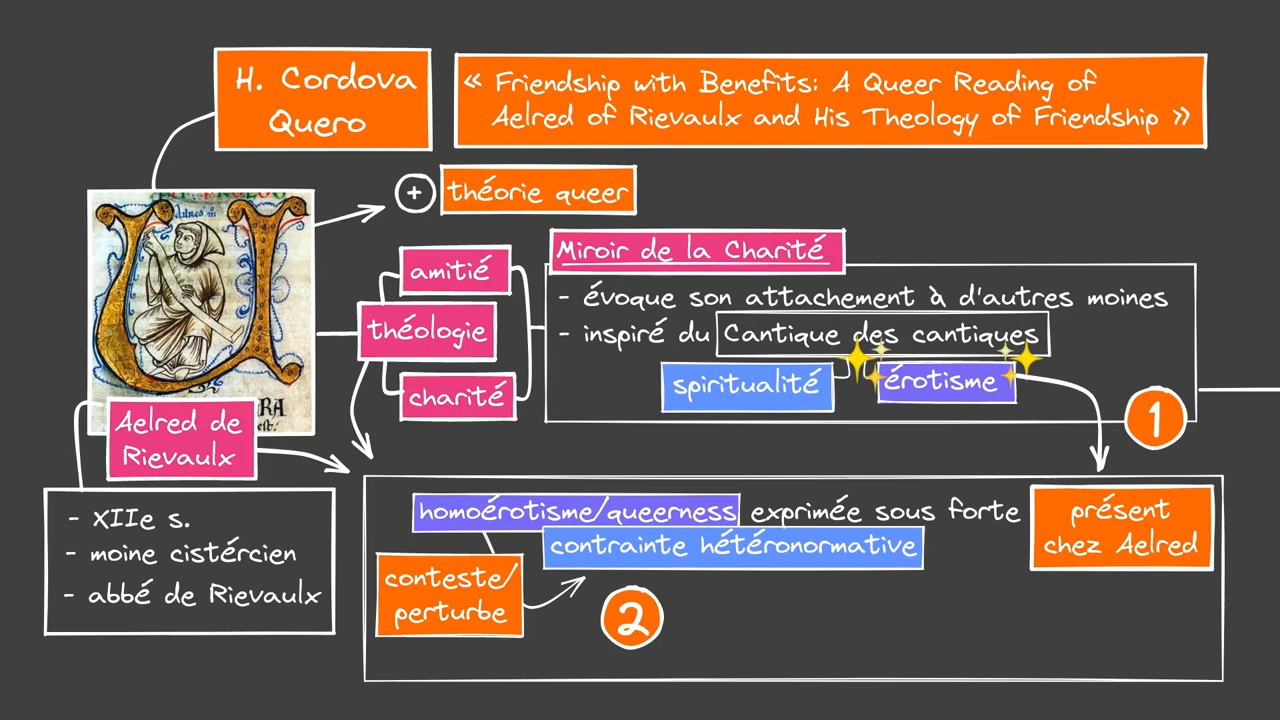 H. Cordova
Quero
« Friendship with Benefits: A Queer Reading of
Aelred of Rievaulx and His Theology of Friendship »
+ théorie queer
amitié
théologie
charité
Miroir de la Charité
- évoque son attachement à d'autres moines
- inspiré du Cantique des cantiques
spiritualité
érotisme
1
Aelred de
Rievaulx
- XIIe s.
- moine cistércien
- abbé de Rievaulx
homoérotisme/queerness exprimée sous forte
contrainte hétéronormative
présent
chez Aelred
conteste/
perturbe
2